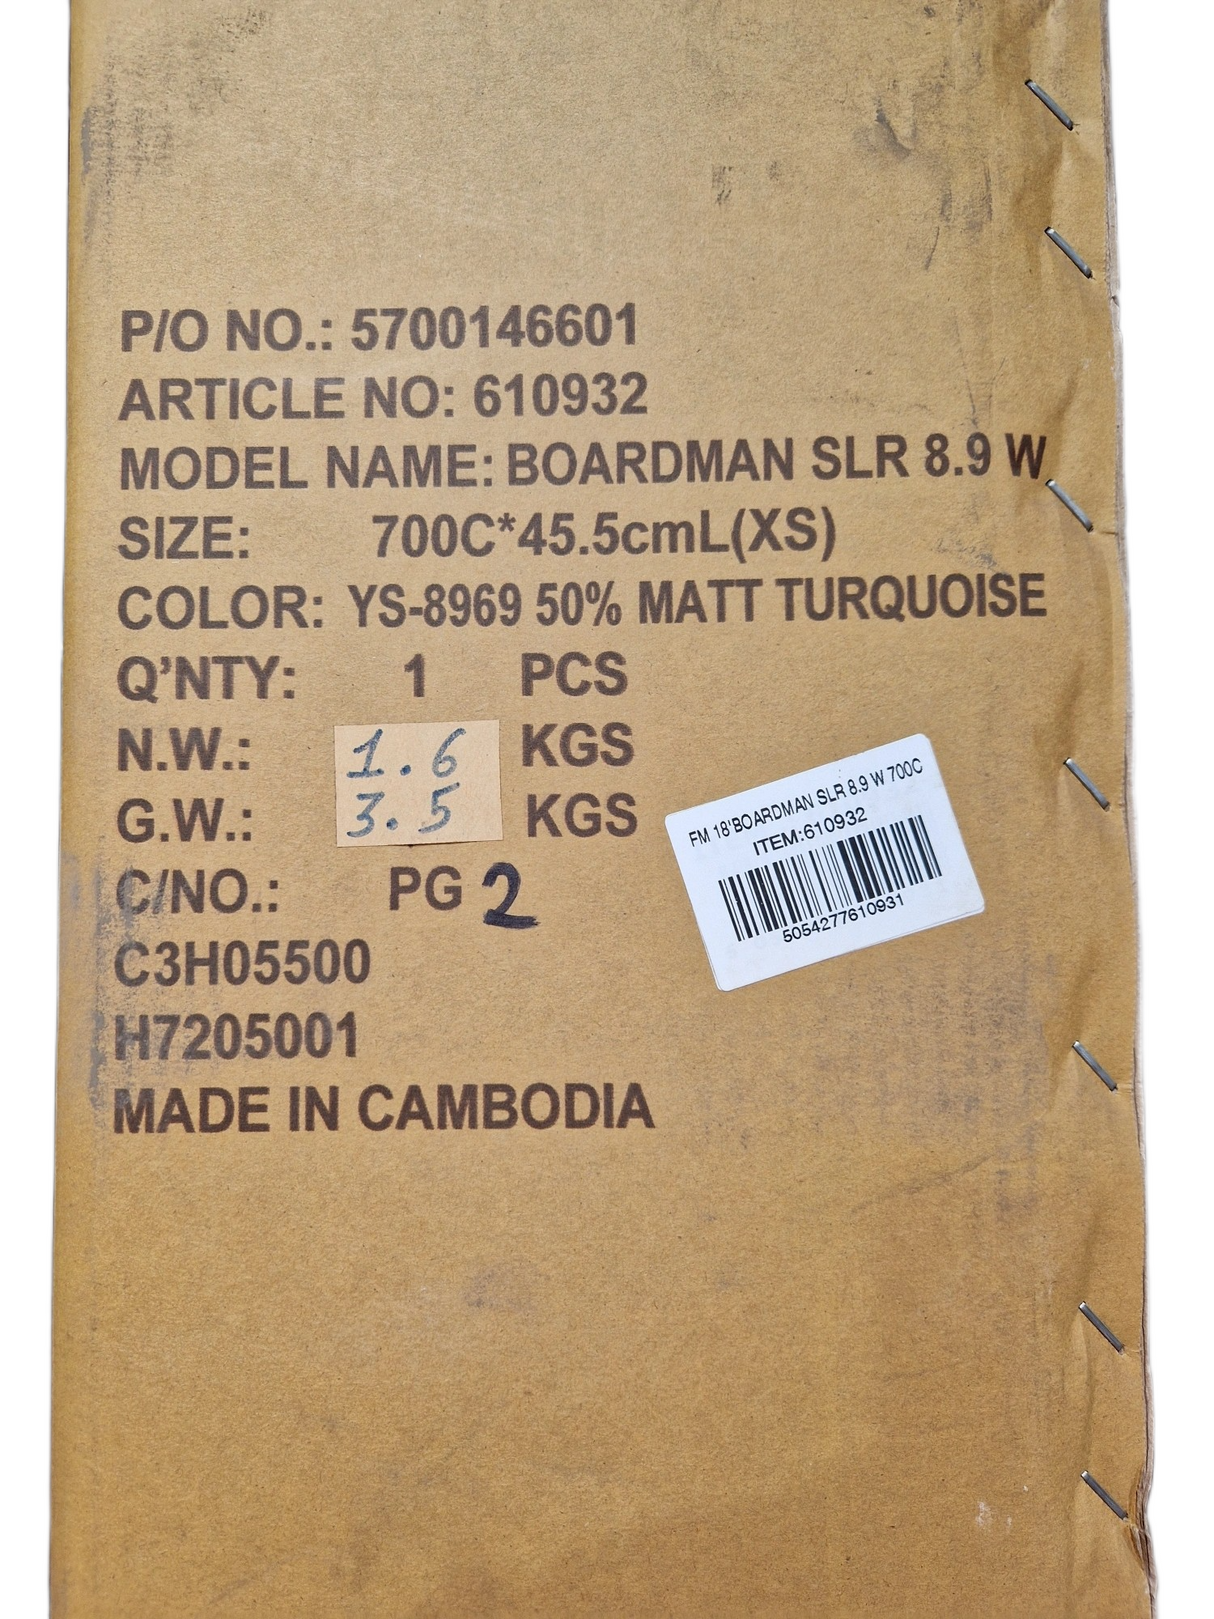 P/O NO.: 5700146601
ARTICLE NO: 610932
MODEL NAME: BOARDMAN SLR 8.9 W
SIZE: 700C*45.5cmL(XS)
COLOR: YS-8969 50% MATT TURQUOISE
Q'NTY: 1 PCS
N.W.: 1.6 KGS
G.W.: 3.5 KGS
C/NO.: PG 2
C3H05500
H7205001
MADE IN CAMBODIA
FM 18'BOARDMAN SLR 8.9 W 700C
ITEM:610932
5054277610931